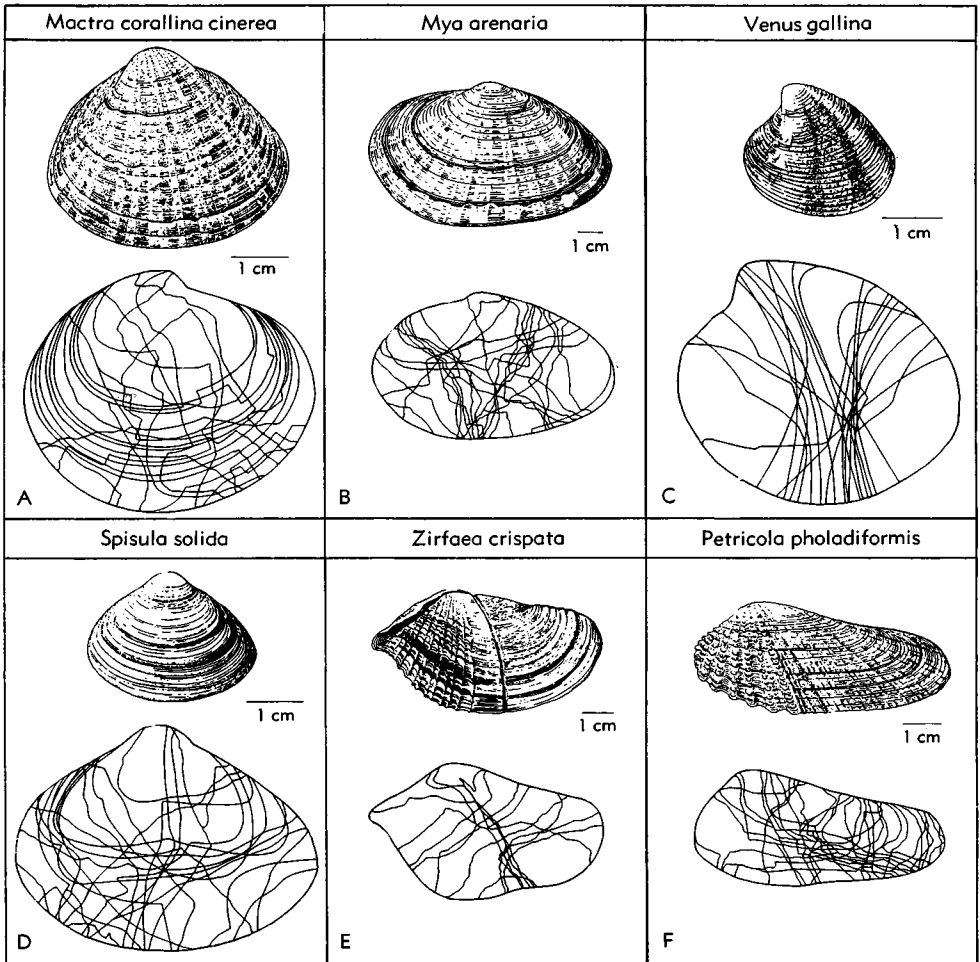 Mactra corallina cinerea
Mya arenaria
Venus gallina
1 cm
1 cm
1 cm
A
B
C
Spisula solida
Zirfaea crispata
Petricola pholadiformis
1 cm
1 cm
1 cm
D
E
F